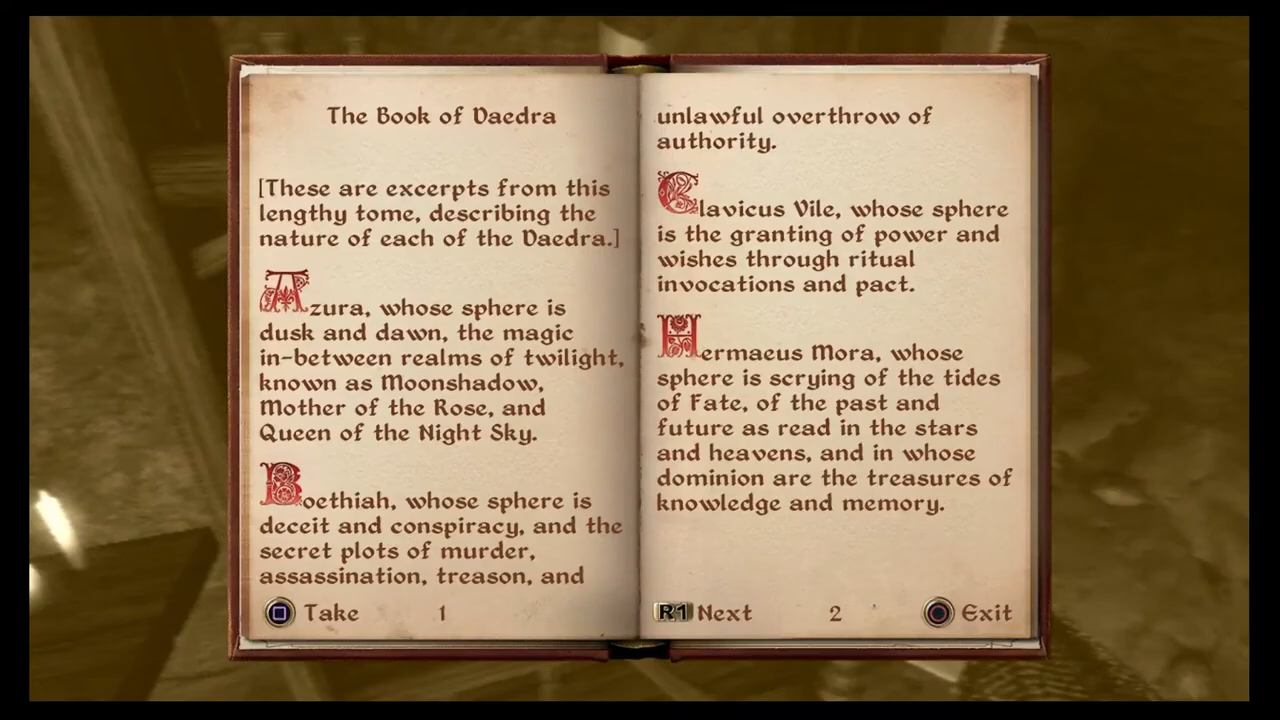 The Book of Daedra
[These are excerpts from this
lengthy tome, describing the
nature of each of the Daedra.]
Azura, whose sphere is
dusk and dawn, the magic
in-between realms of twilight,
known as Moonshadow,
Mother of the Rose, and
Queen of the Night Sky.
Boethiah, whose sphere is
deceit and conspiracy, and the
secret plots of murder,
assassination, treason, and
Take 1
unlawful overthrow of
authority.
Clavicus Vile, whose sphere
is the granting of power and
wishes through ritual
invocations and pact.
Hermaeus Mora, whose
sphere is scrying of the tides
of Fate, of the past and
future as read in the stars
and heavens, and in whose
dominion are the treasures of
knowledge and memory.
R1 Next 2 Exit